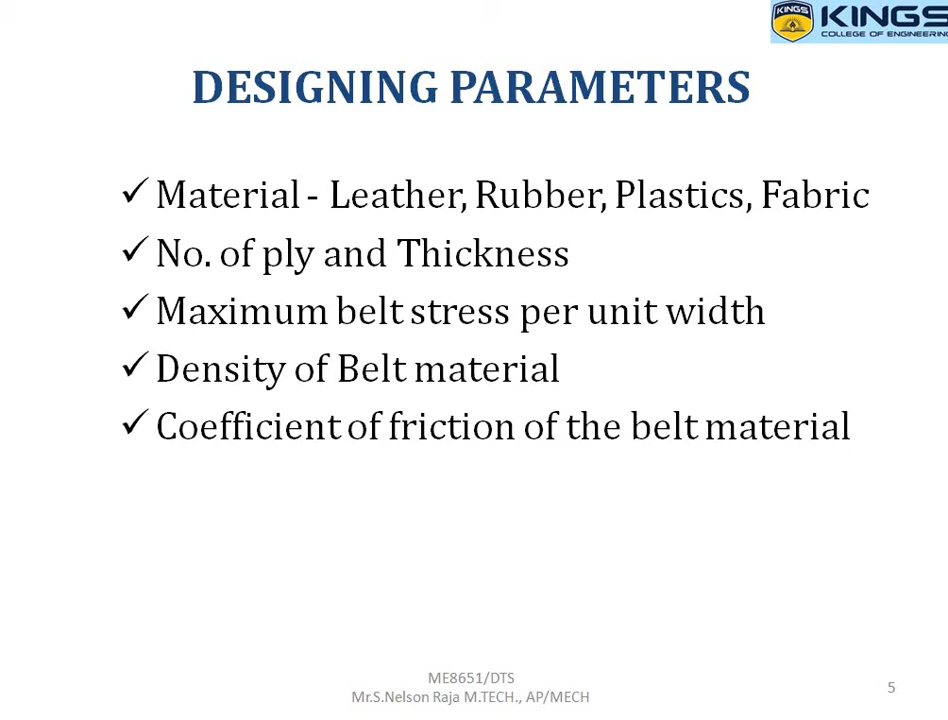 KINGS
KINGS
COLLEGE OF ENGINEERING
DESIGNING PARAMETERS
✓ Material - Leather, Rubber, Plastics, Fabric
✓ No. of ply and Thickness
✓ Maximum belt stress per unit width
✓ Density of Belt material
✓ Coefficient of friction of the belt material
ME8651/DTS
Mr.S.Nelson Raja M.TECH., AP/MECH
5